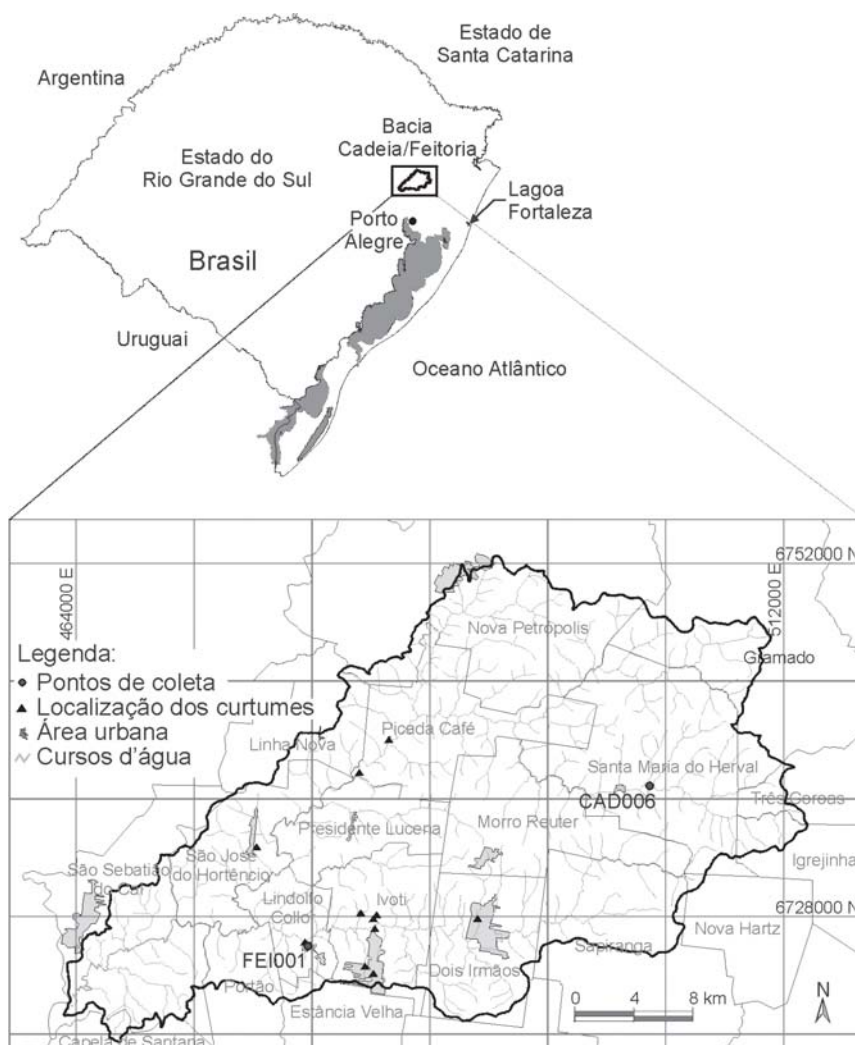 Estado de
Santa Catarina
Argentina
Bacia
Cadeia/Feitoria
Estado do
Rio Grande do Sul
Lagoa
Fortaleza
Porto
Alegre
Brasil
Uruguai
Oceano Atlântico
6752000 N
464000 E
512000 E
Nova Petrópolis
Gramado
Legenda:
Pontos de coleta
Localização dos curtumes
Área urbana
Cursos d'água
Picada Café
Linha Nova
Santa Maria do Herval
CAD006
Três Coroas
Presidente Lucena
Morro Reuter
São José
do Hortêncio
Igrejinha
São Sebatião
do Caí
Lindolfo
Collor
Ivoti
6728000 N
Nova Hartz
FEI001
Sapiranga
Dois Irmãos
Portão
Estância Velha
N
0 4 8 km
Capela de Santana